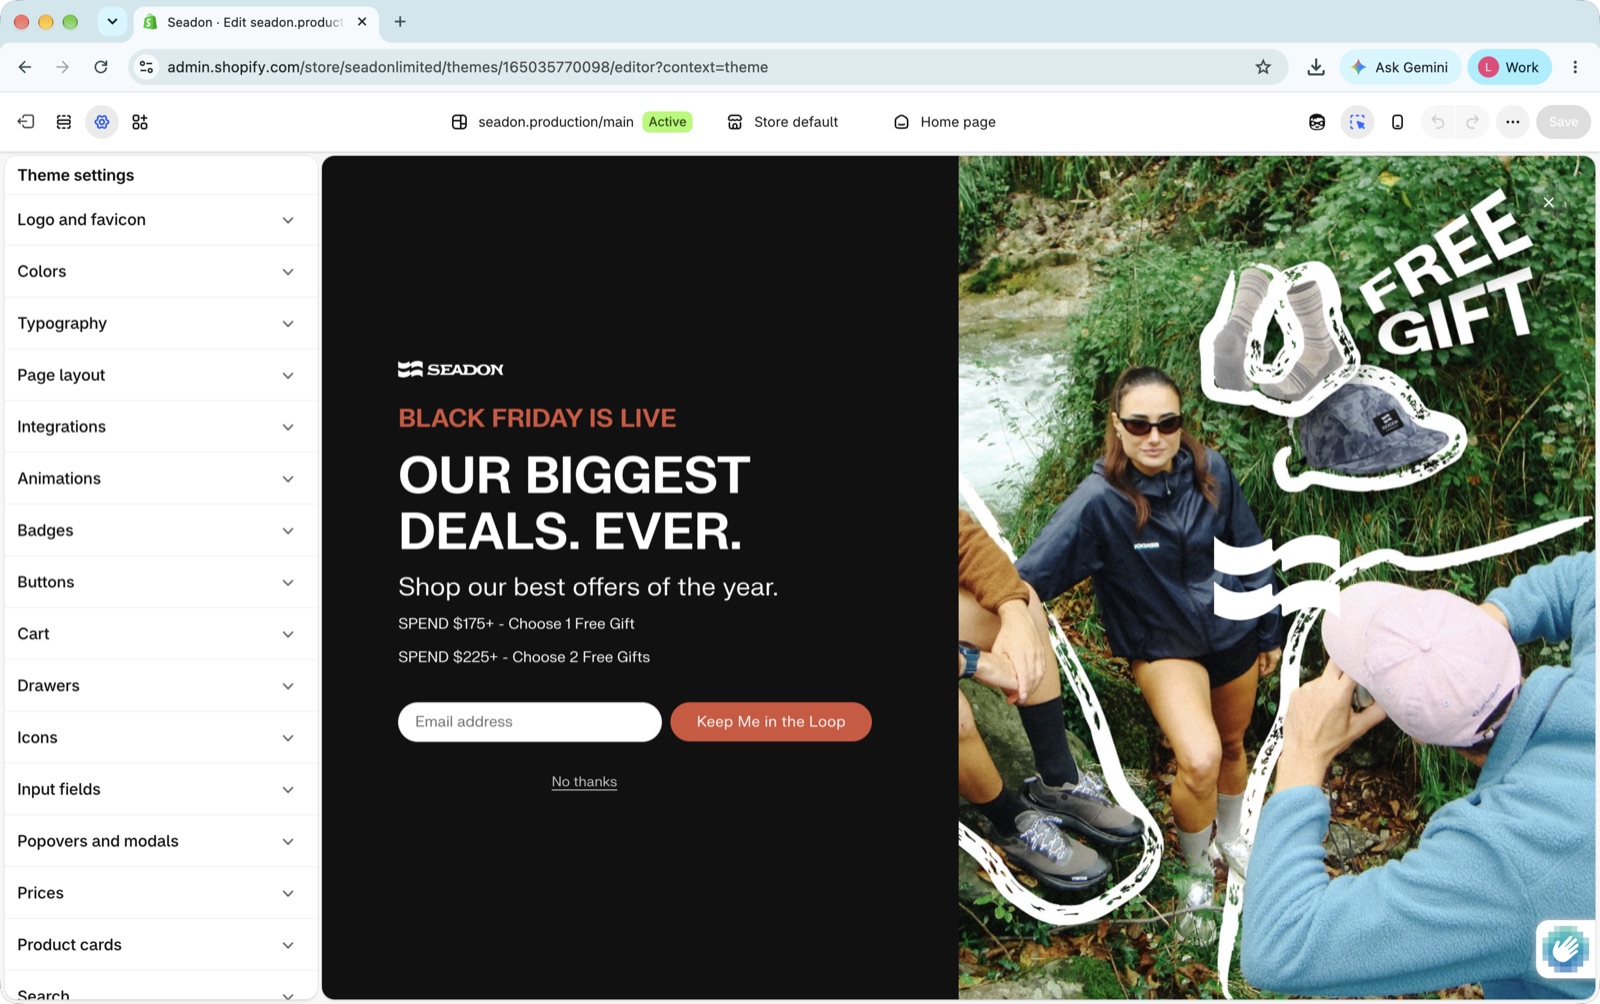 Seadon · Edit seadon.product
admin.shopify.com/store/seadonlimited/themes/165035770098/editor?context=theme
Ask Gemini
L
Work
seadon.production/main
Active
Store default
Home page
Save
Theme settings
Logo and favicon
Colors
Typography
Page layout
Integrations
Animations
Badges
Buttons
Cart
Drawers
Icons
Input fields
Popovers and modals
Prices
Product cards
Search
SEADON
BLACK FRIDAY IS LIVE
OUR BIGGEST
DEALS. EVER.
Shop our best offers of the year.
SPEND $175+ - Choose 1 Free Gift
SPEND $225+ - Choose 2 Free Gifts
Email address
Keep Me in the Loop
No thanks
FREE
GIFT